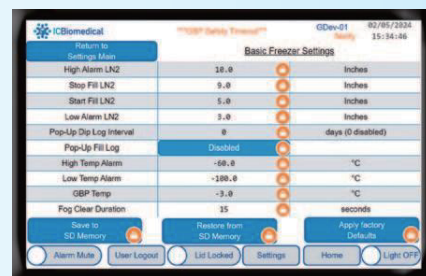 ICBiomedical
**"GBP Safety Timeout"**
GDev-01
Notify
02/05/2024
15:34:46
Return to
Settings Main
Basic Freezer Settings
High Alarm LN2 10.0 Inches
Stop Fill LN2 9.0 Inches
Start Fill LN2 5.0 Inches
Low Alarm LN2 3.0 Inches
Pop-Up Dip Log Interval 0 days (0 disabled)
Pop-Up Fill Log Disabled
High Temp Alarm -60.0 °C
Low Temp Alarm -100.0 °C
GBP Temp -3.0 °C
Fog Clear Duration 15 seconds
Save to
SD Memory
Restore from
SD Memory
Apply factory
Defaults
Alarm Mute User Logout Lid Locked Settings Home Light OFF